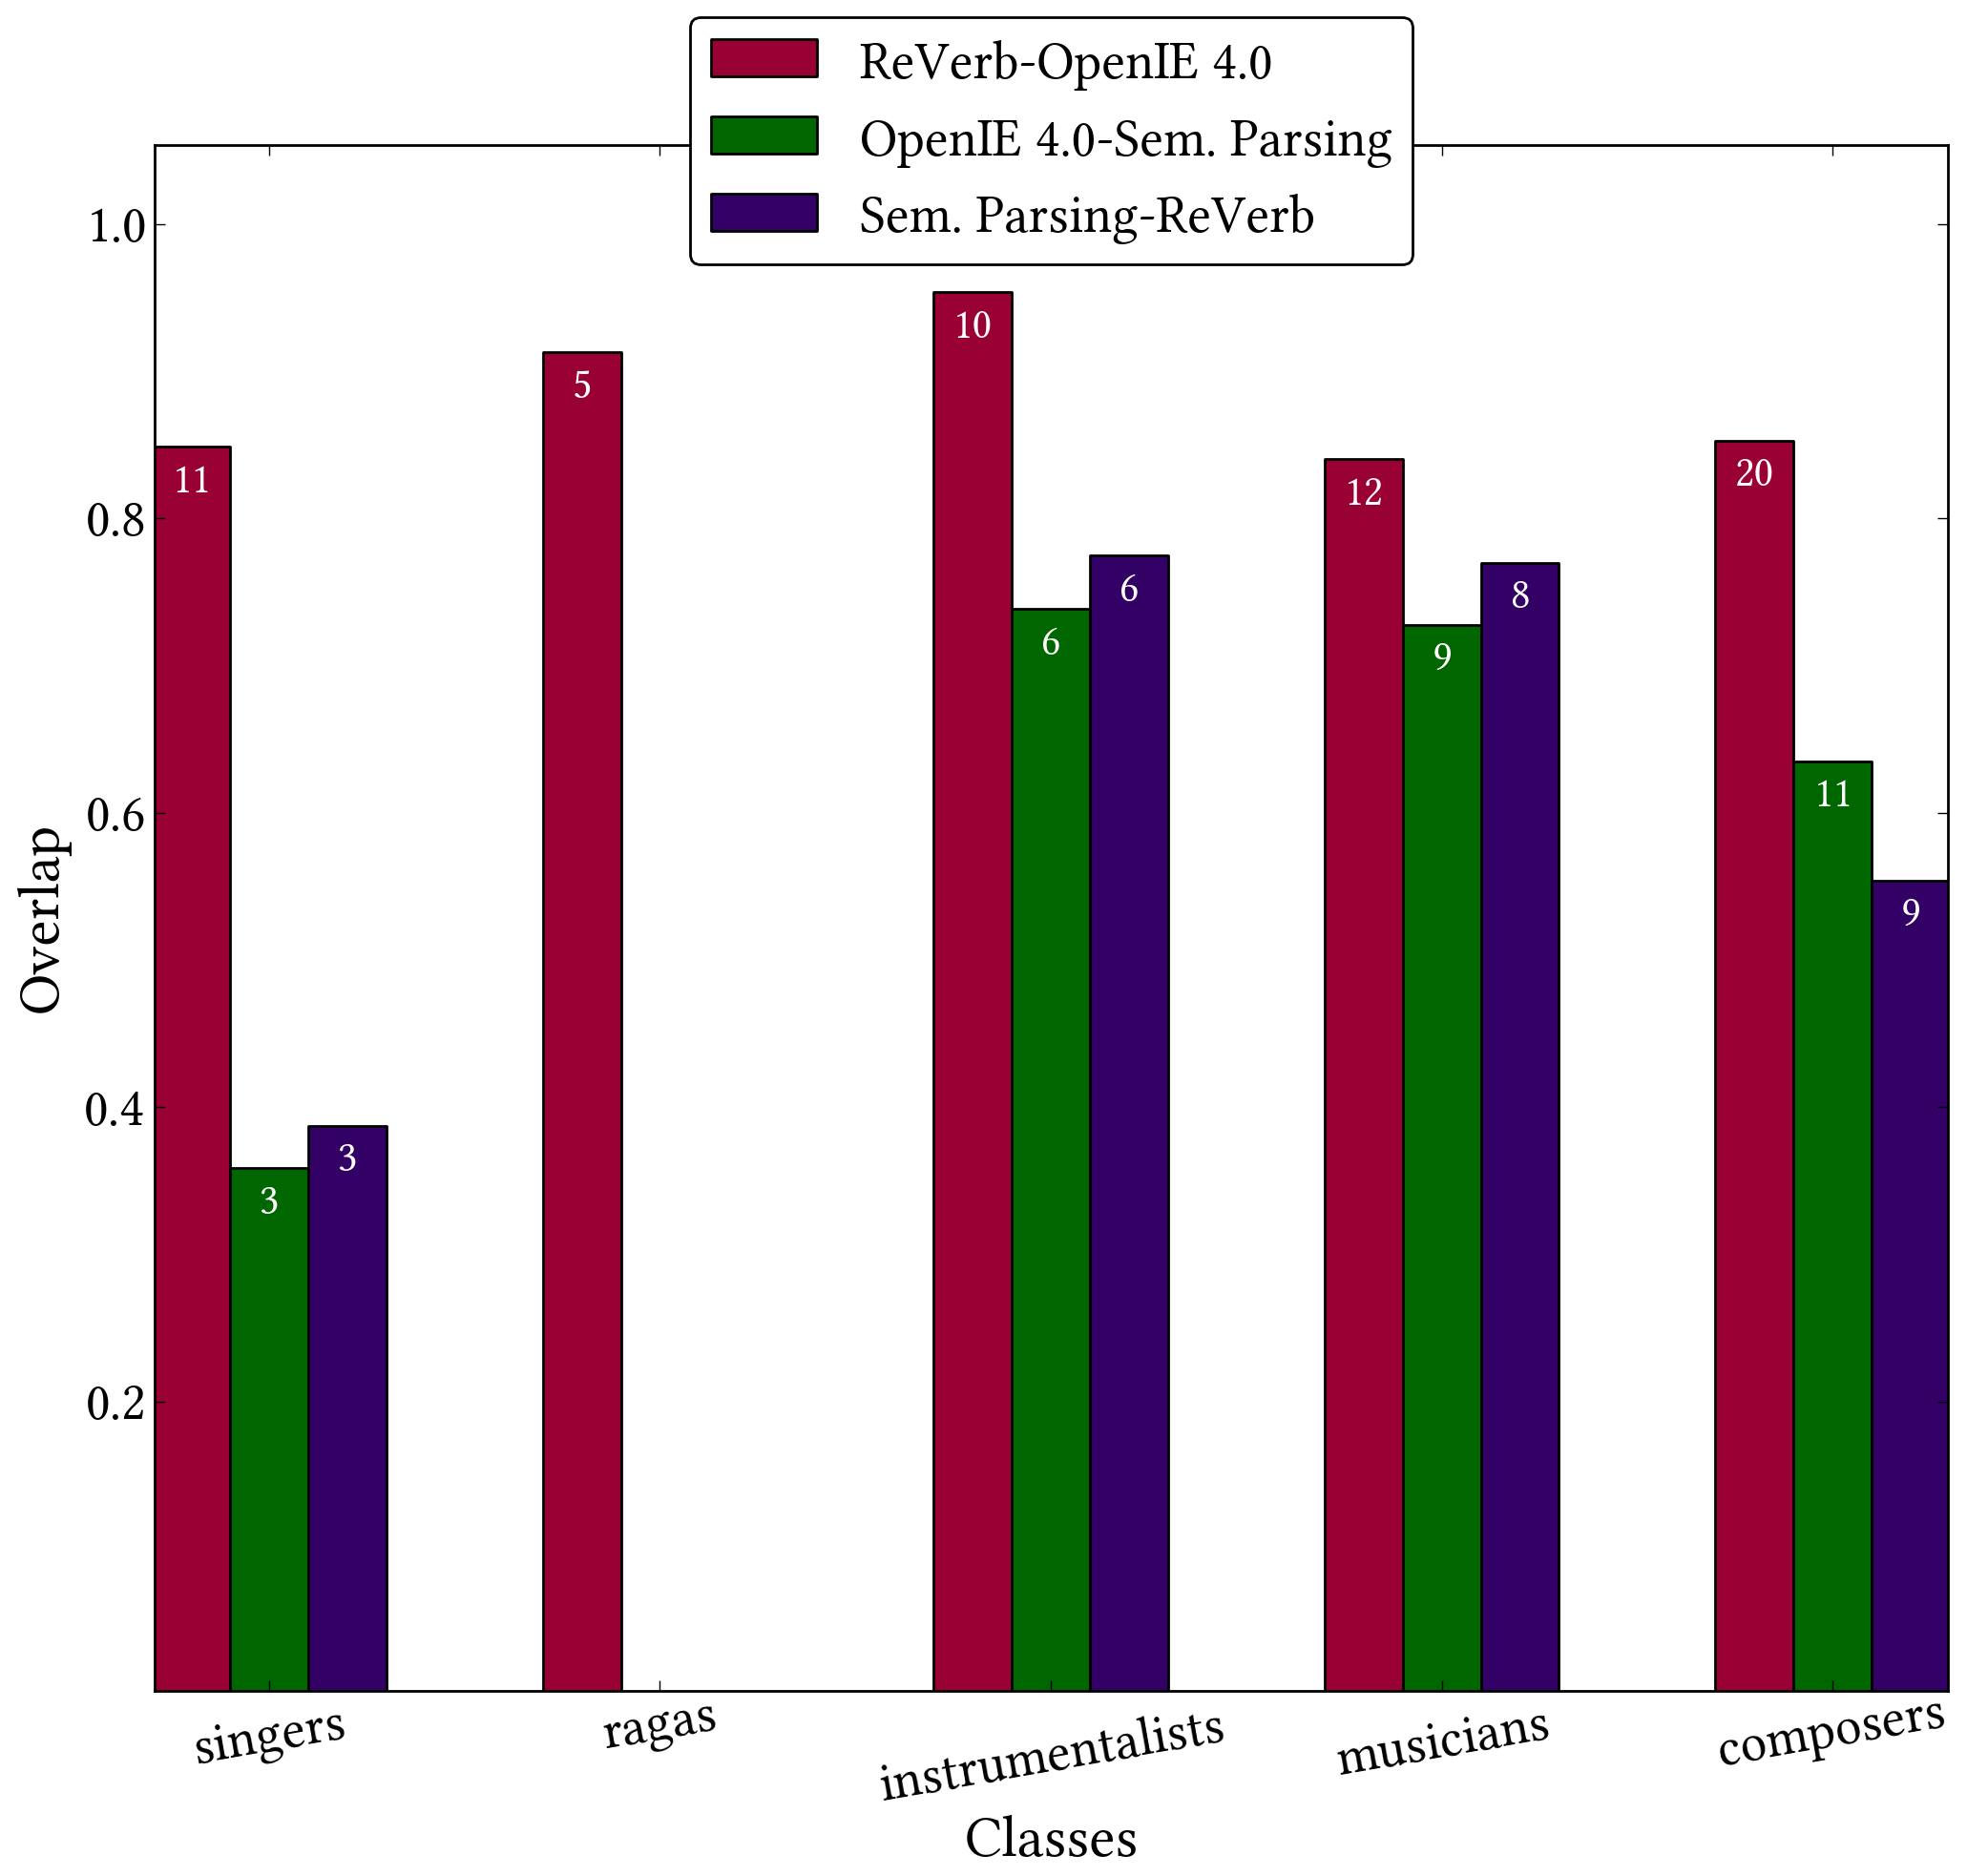 ReVerb-OpenIE 4.0
OpenIE 4.0-Sem. Parsing
Sem. Parsing-ReVerb
1.0
0.8
0.6
0.4
0.2
Overlap
11
3
3
5
10
6
6
12
9
8
20
11
9
singers
ragas
instrumentalists
musicians
composers
Classes